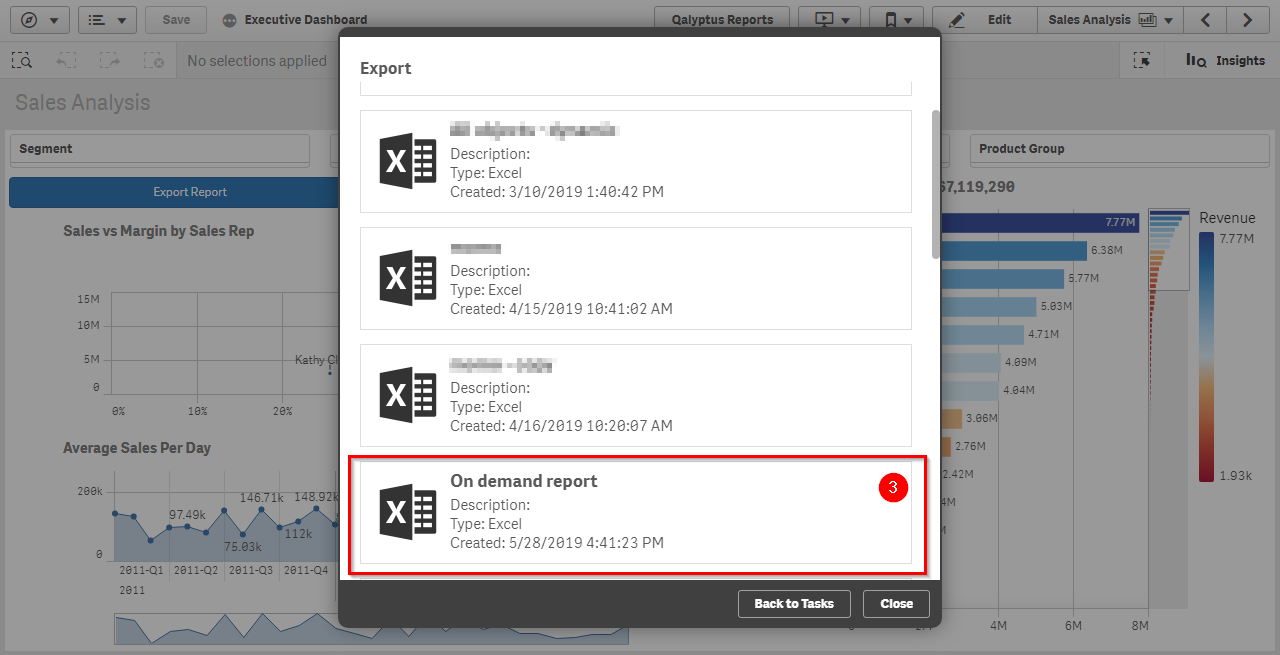 Save
Executive Dashboard
Qalyptus Reports
Edit
Sales Analysis
No selections applied
Insights
Sales Analysis
Export
Description:
Type: Excel
Created: 3/10/2019 1:40:42 PM
Description:
Type: Excel
Created: 4/15/2019 10:41:02 AM
Description:
Type: Excel
Created: 4/16/2019 10:20:07 AM
On demand report
3
Description:
Type: Excel
Created: 5/28/2019 4:41:23 PM
Back to Tasks
Close
Segment
Export Report
Sales vs Margin by Sales Rep
15M
10M
5M
0
Kathy Cl
0%
10%
20%
Average Sales Per Day
200k
0
97.49k
146.71k
148.92k
75.03k
112k
2011-Q1
2011-Q2
2011-Q3
2011-Q4
2011
Product Group
67,119,290
7.77M
6.38M
5.77M
5.03M
4.71M
4.09M
4.04M
3.06M
2.76M
2.42M
4M
6M
8M
Revenue
7.77M
1.93k